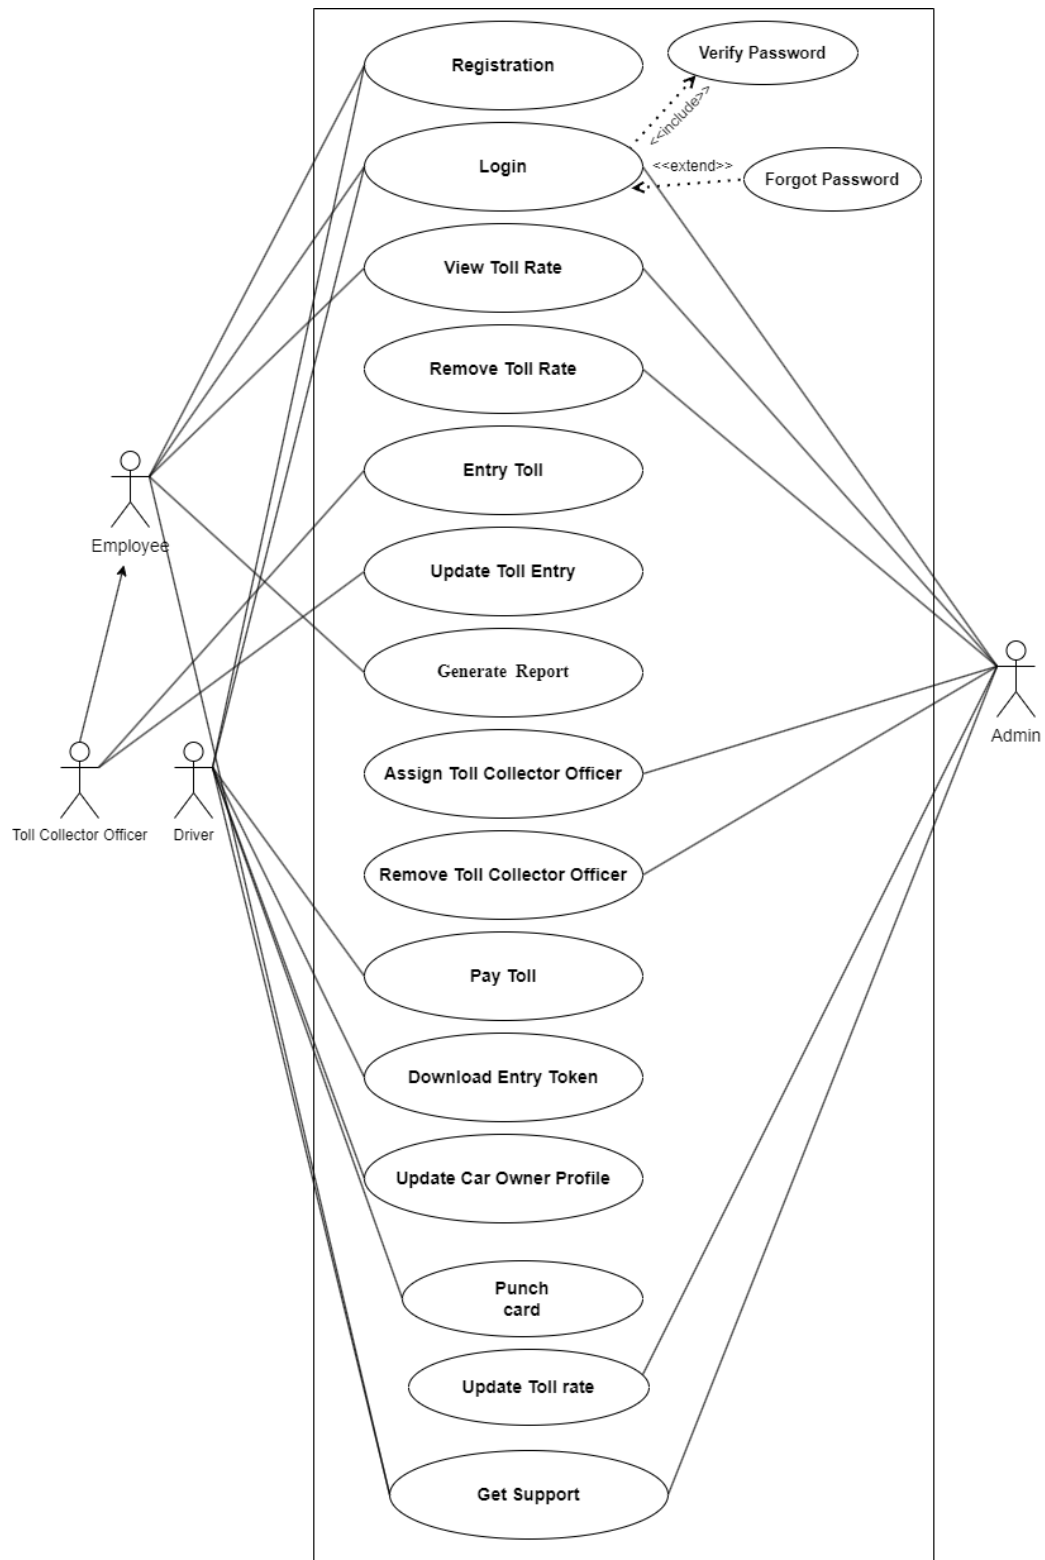 Registration
Verify Password
<<include>>
Login
<<extend>>
Forgot Password
View Toll Rate
Remove Toll Rate
Entry Toll
Employee
Update Toll Entry
Generate Report
Admin
Assign Toll Collector Officer
Toll Collector Officer
Driver
Remove Toll Collector Officer
Pay Toll
Download Entry Token
Update Car Owner Profile
Punch
card
Update Toll rate
Get Support